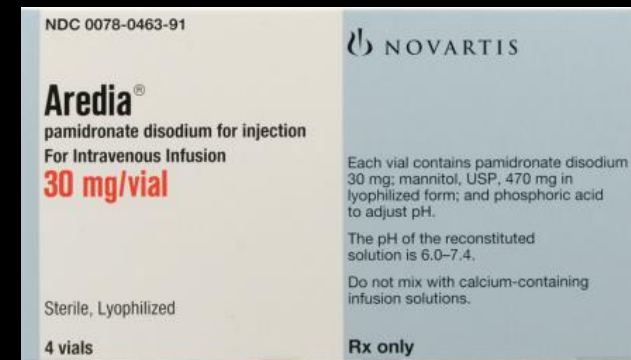 NDC 0078-0463-91
Aredia®
pamidronate disodium for injection
For Intravenous Infusion
30 mg/vial
Sterile, Lyophilized
4 vials
NOVARTIS
Each vial contains pamidronate disodium
30 mg; mannitol, USP, 470 mg in
lyophilized form; and phosphoric acid
to adjust pH.
The pH of the reconstituted
solution is 6.0–7.4.
Do not mix with calcium-containing
infusion solutions.
Rx only